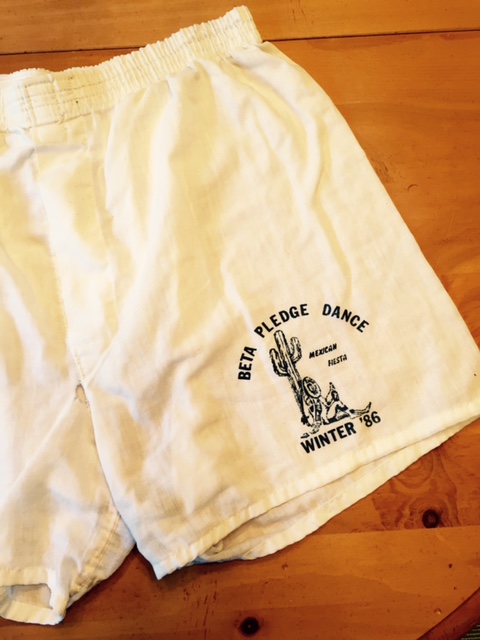 BETA PLEDGE DANCE
MEXICAN
FIESTA
WINTER '86